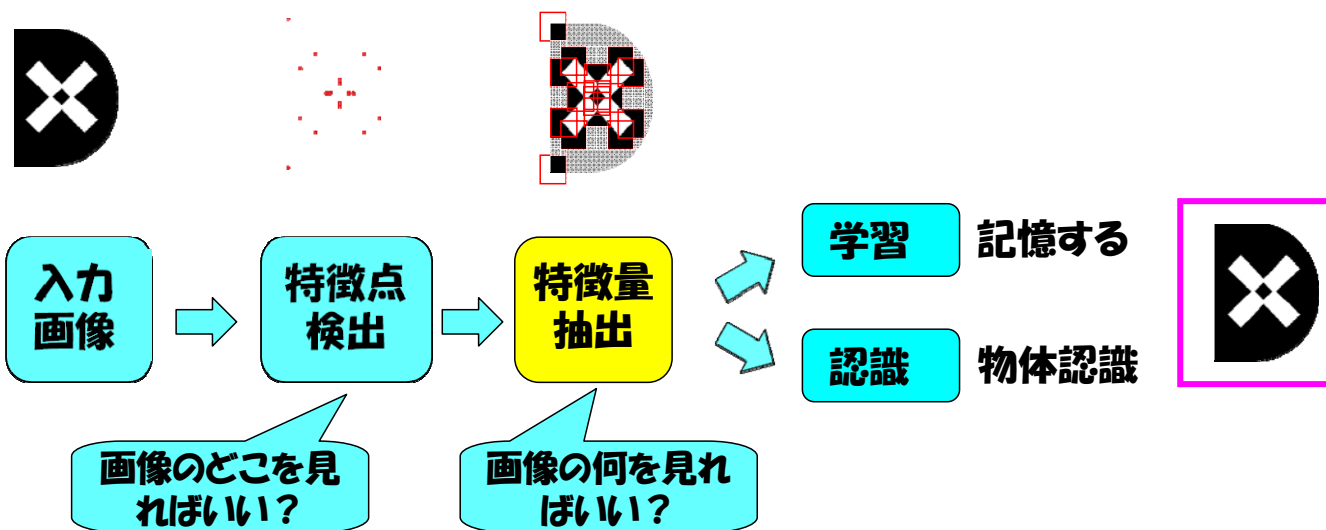 入力
画像
特徴点
検出
特徴量
抽出
学習
記憶する
認識
物体認識
画像のどこを見
ればいい？
画像の何を見れ
ばいい？